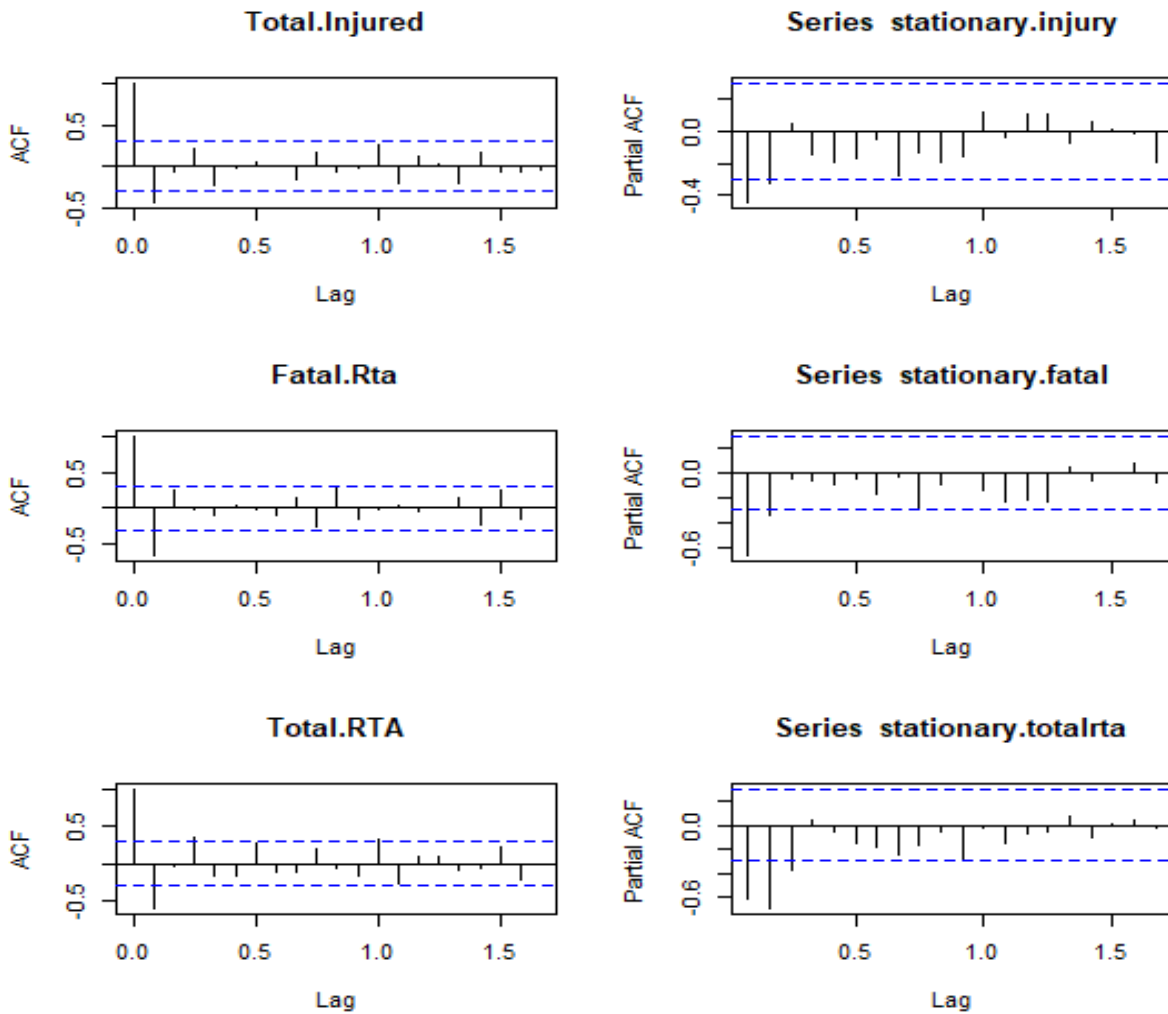 Total.Injured
ACF
0.5
-0.5
0.0 0.5 1.0 1.5
Lag
Series stationary.injury
Partial ACF
0.0
-0.4
0.5 1.0 1.5
Lag
Fatal.Rta
ACF
0.5
-0.5
0.0 0.5 1.0 1.5
Lag
Series stationary.fatal
Partial ACF
0.0
-0.6
0.5 1.0 1.5
Lag
Total.RTA
ACF
0.5
-0.5
0.0 0.5 1.0 1.5
Lag
Series stationary.totalrta
Partial ACF
0.0
-0.6
0.5 1.0 1.5
Lag